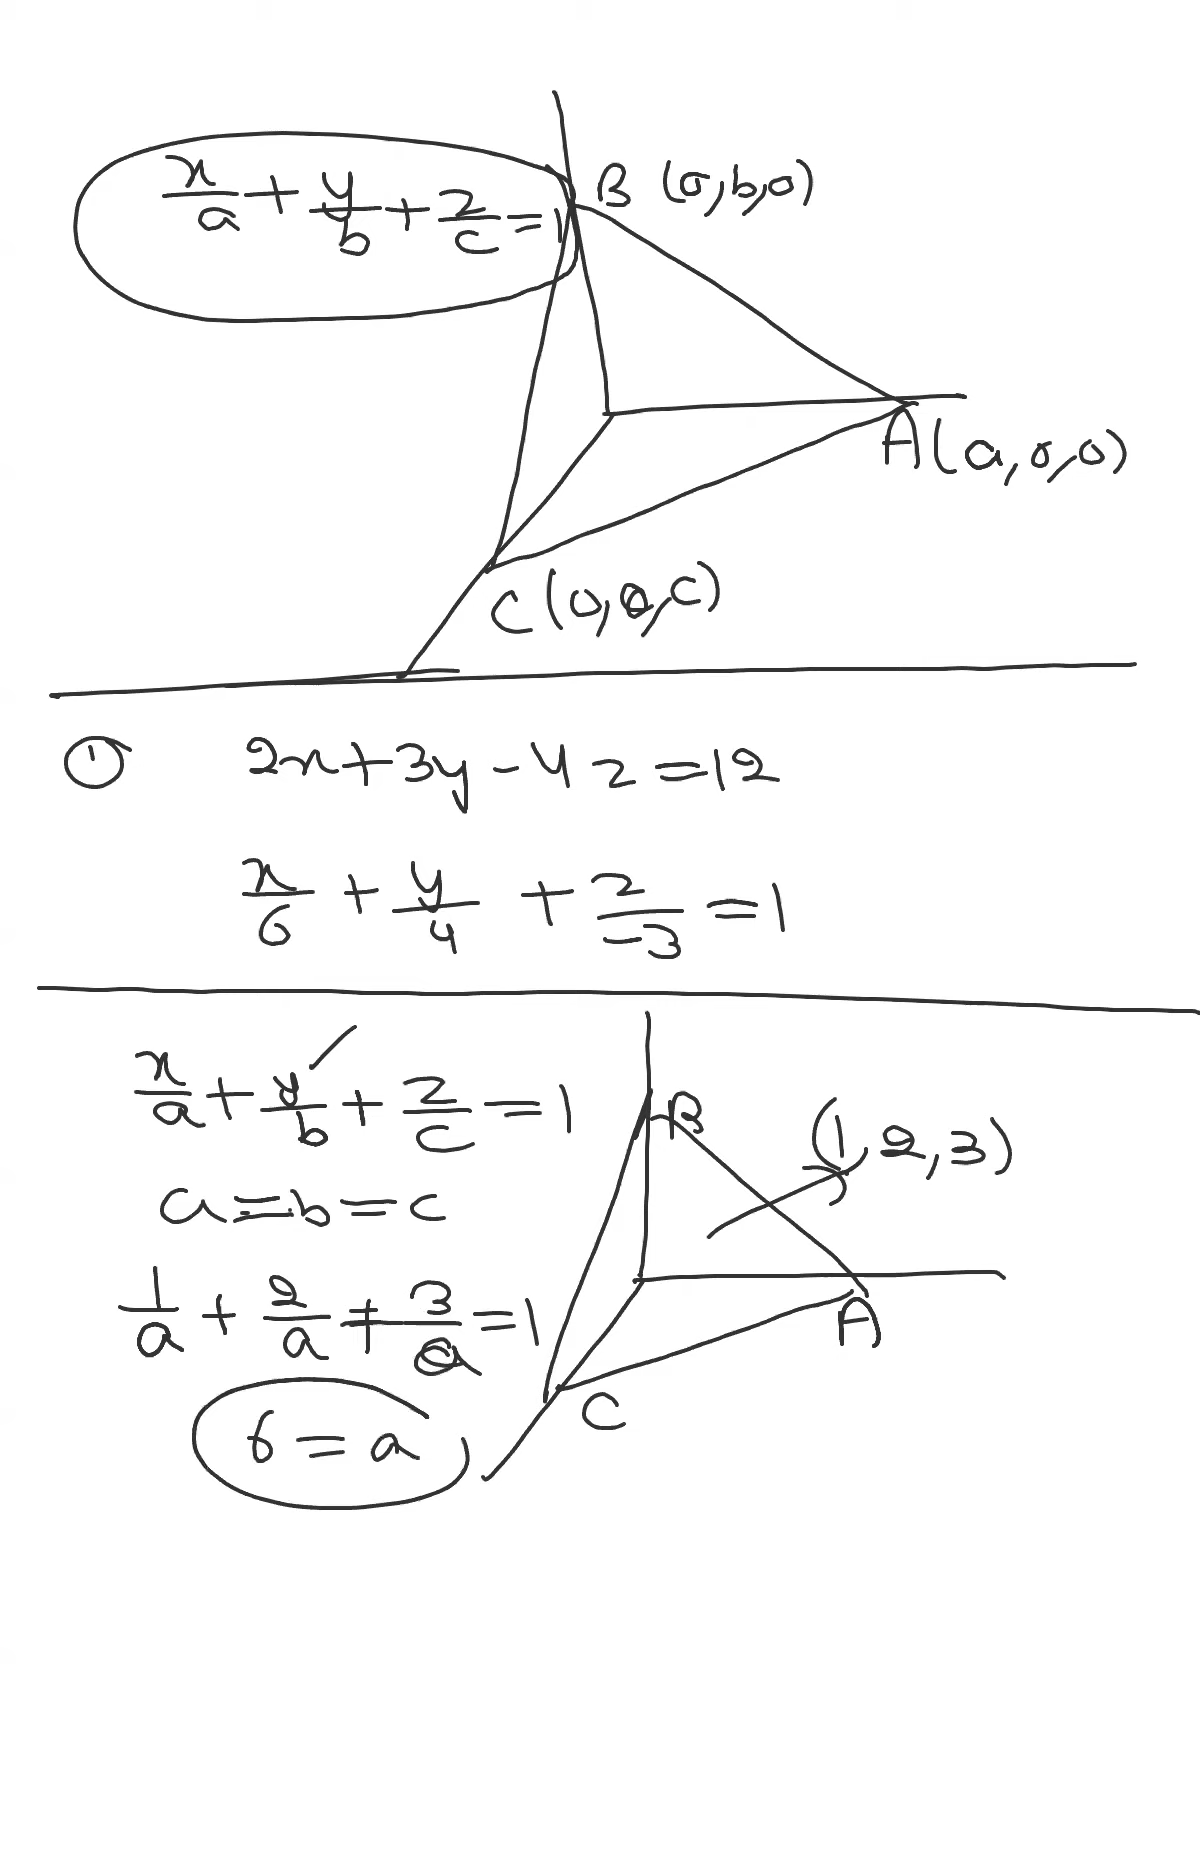 x/a + y/b + z/c = 1
B (0, b, 0)
A (a, 0, 0)
C (0, 0, c)
① 2x + 3y - 4z = 12
x/6 + y/4 + z/-3 = 1
x/a + y/b + z/c = 1
B
(1, 2, 3)
a = b = c
1/a + 2/a + 3/a = 1
A
C
6 = a